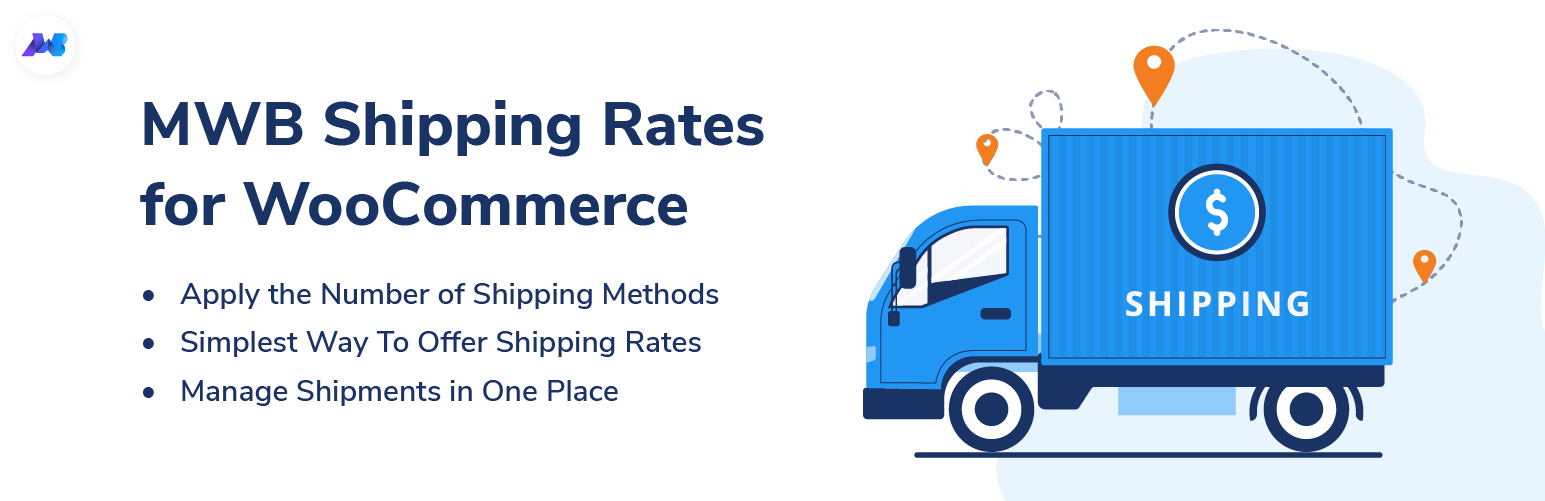 MWB
MWB Shipping Rates
for WooCommerce
• Apply the Number of Shipping Methods
• Simplest Way To Offer Shipping Rates
• Manage Shipments in One Place
$
SHIPPING